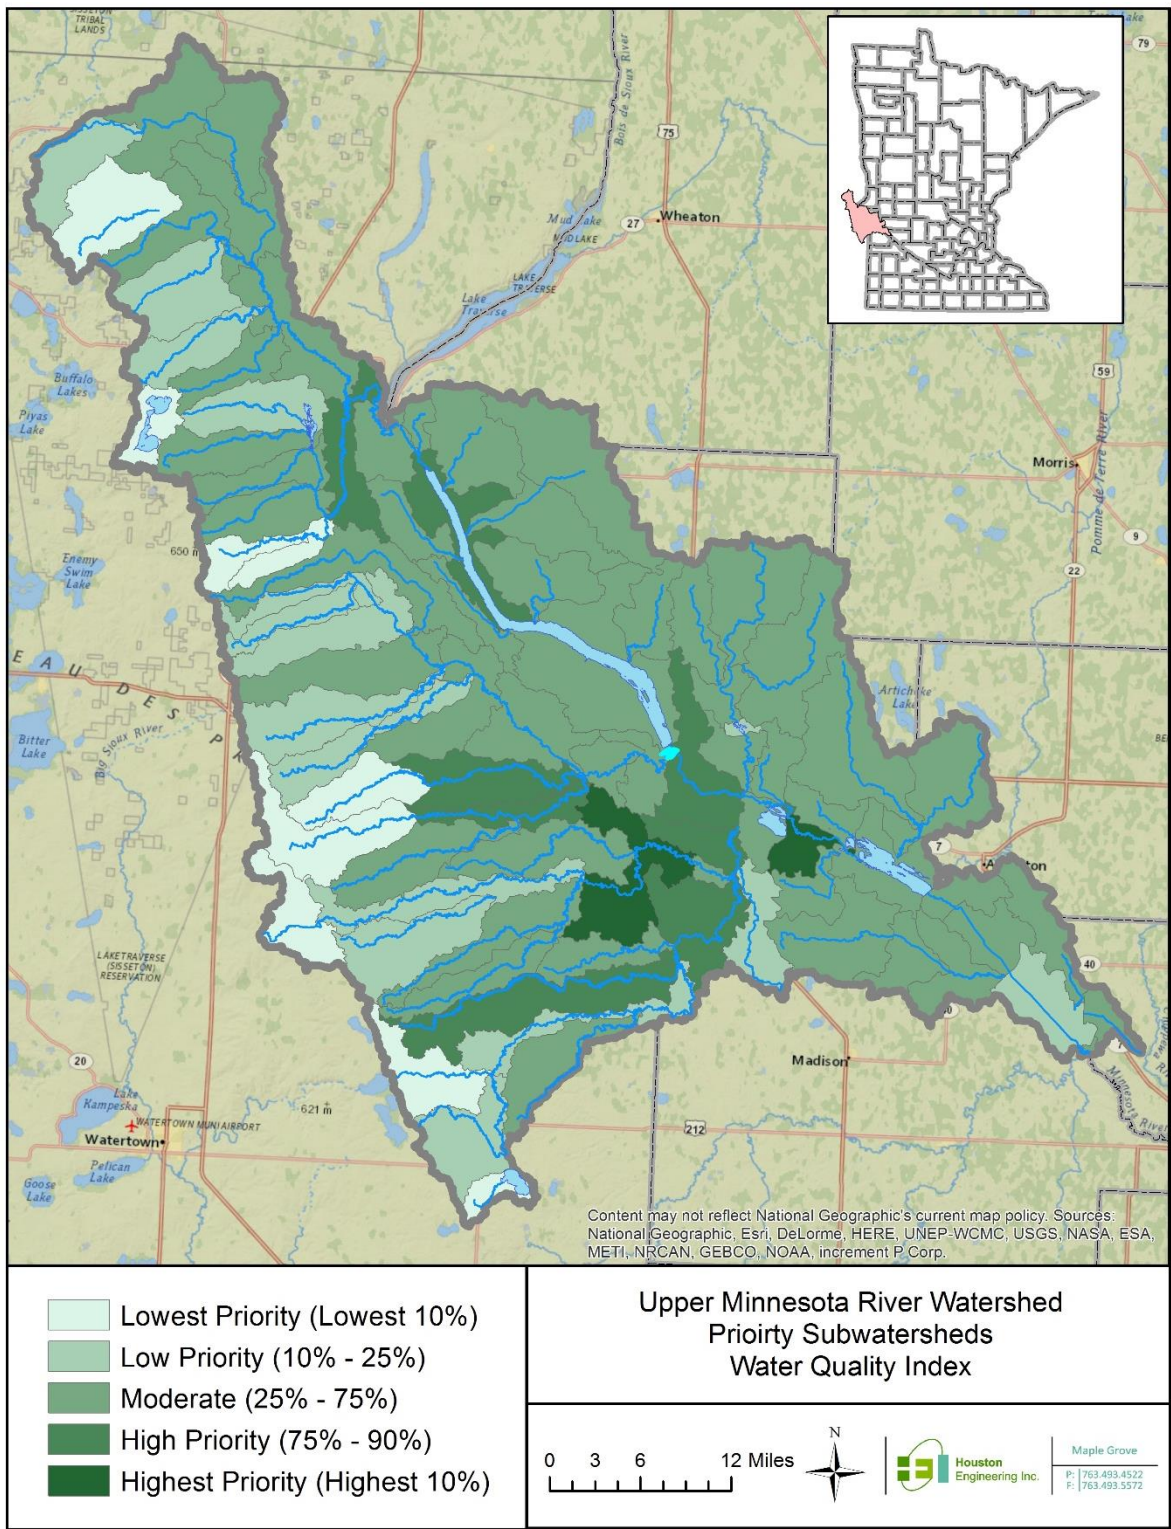 SISSETON
TRIBAL
LANDS
79
Bois de Sioux River
75
Mud Lake
MUD LAKE
27
Wheaton
LAKE
TRAVERSE
Lake
Traverse
59
Buffalo
Lakes
Piyas
Lake
Morris
Pomme de Terre River
9
650 m
22
Enemy
Swim
Lake
EAU DES PR
Artichoke
Lake
Big Sioux River
Bitter
Lake
7
LAKE TRAVERSE
(SISSETON)
RESERVATION
40
Madison
20
Lake
Kampeska
621 m
WATERTOWN MUNI AIRPORT
Watertown
212
Minnesota River
Pelican
Lake
Goose
Lake
Content may not reflect National Geographic's current map policy. Sources:
National Geographic, Esri, DeLorme, HERE, UNEP-WCMC, USGS, NASA, ESA,
METI, NRCAN, GEBCO, NOAA, increment P Corp.
Lowest Priority (Lowest 10%)
Low Priority (10% - 25%)
Moderate (25% - 75%)
High Priority (75% - 90%)
Highest Priority (Highest 10%)
Upper Minnesota River Watershed
Prioirty Subwatersheds
Water Quality Index
0 3 6 12 Miles
N
Houston
Engineering Inc.
Maple Grove
P: 763.493.4522
F: 763.493.5572